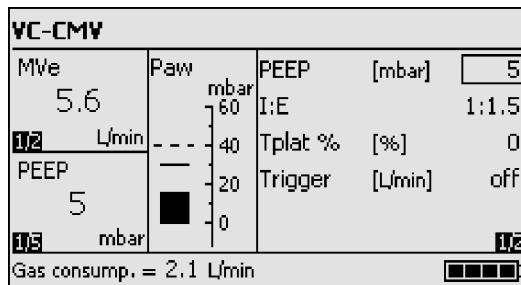 VC-CMV
MVe
5.6
1/2 L/min
PEEP
5
1/5 mbar
Paw
mbar
60
40
20
0
PEEP [mbar] 5
I:E 1:1.5
Tplat % [%] 0
Trigger [L/min] off
1/2
Gas consump. = 2.1 L/min